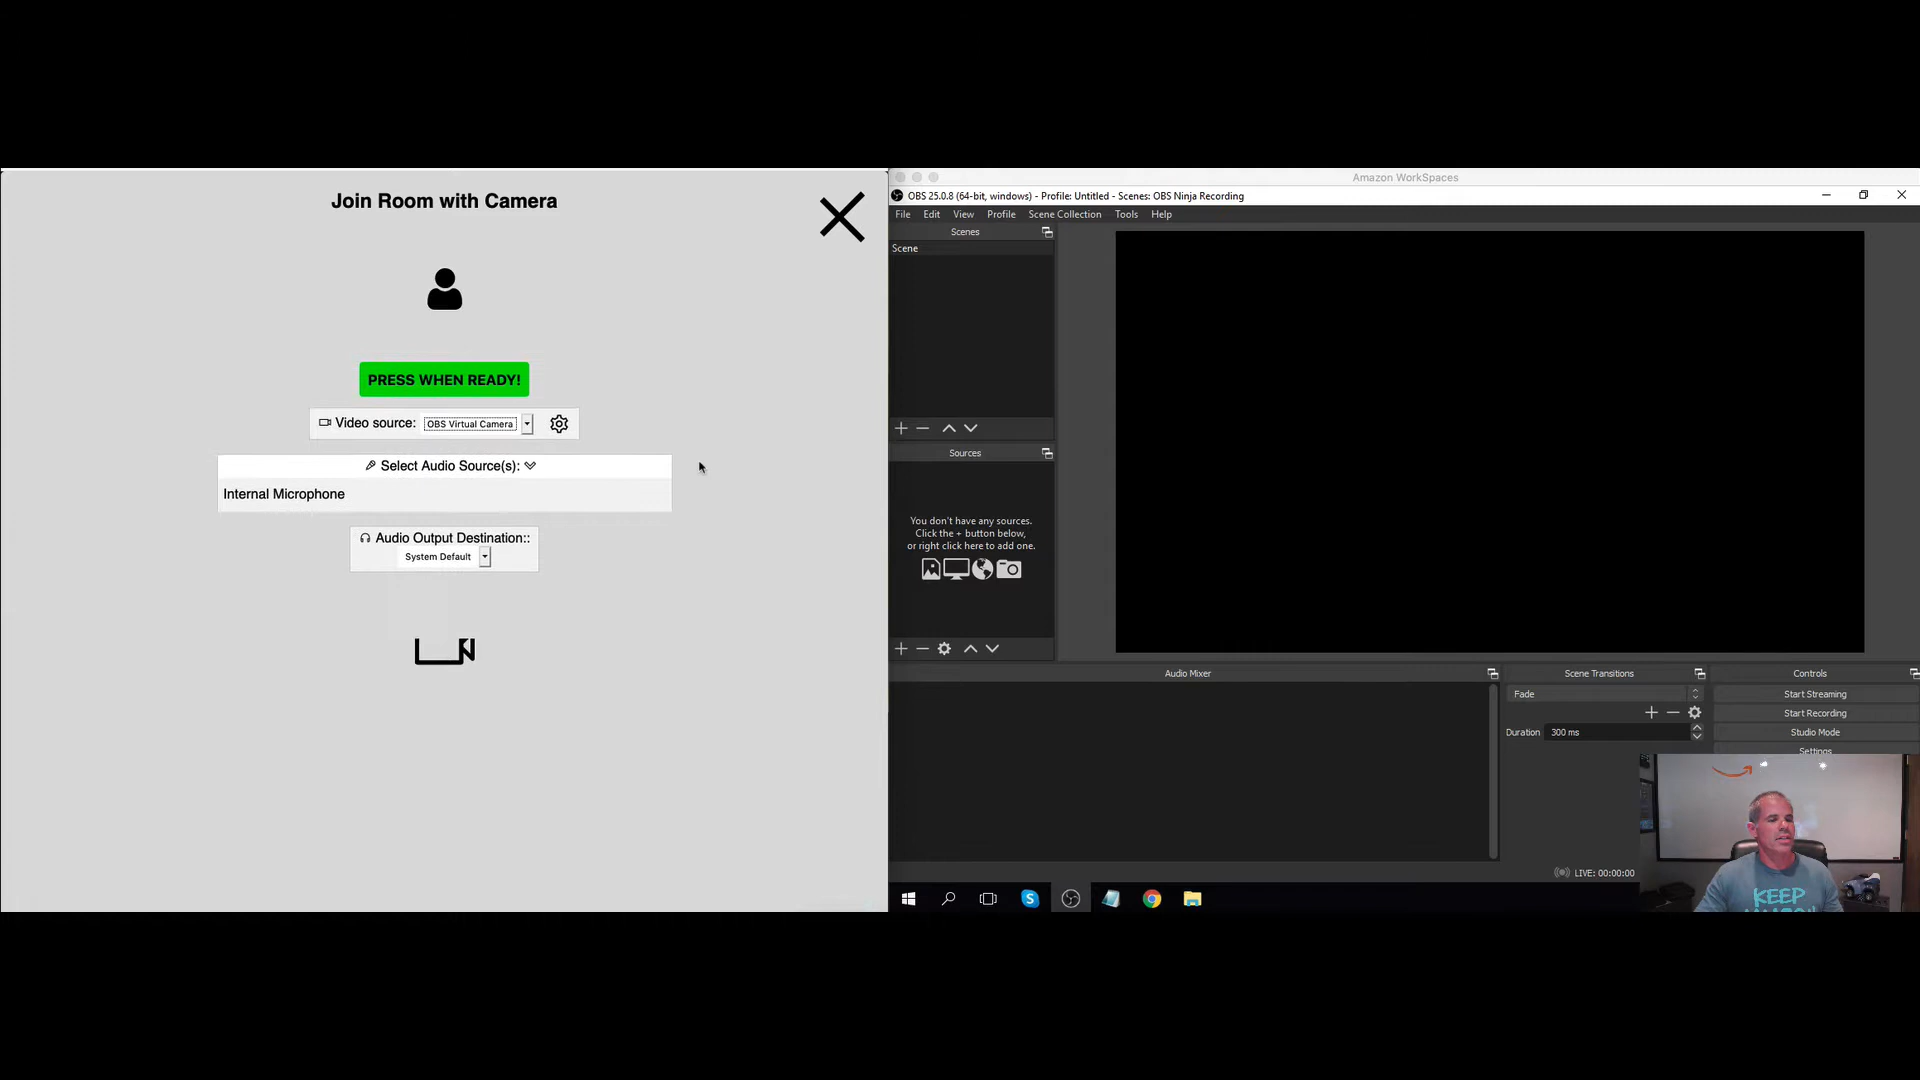 Join Room with Camera
PRESS WHEN READY!
Video source: OBS Virtual Camera
Select Audio Source(s):
Internal Microphone
Audio Output Destination::
System Default
Amazon WorkSpaces
OBS 25.0.8 (64-bit, windows) - Profile: Untitled - Scenes: OBS Ninja Recording
File Edit View Profile Scene Collection Tools Help
Scenes
Scene
Sources
You don't have any sources.
Click the + button below,
or right click here to add one.
Audio Mixer
Scene Transitions
Controls
Fade
Duration 300 ms
Start Streaming
Start Recording
Studio Mode
Settings
LIVE: 00:00:00
KEEP